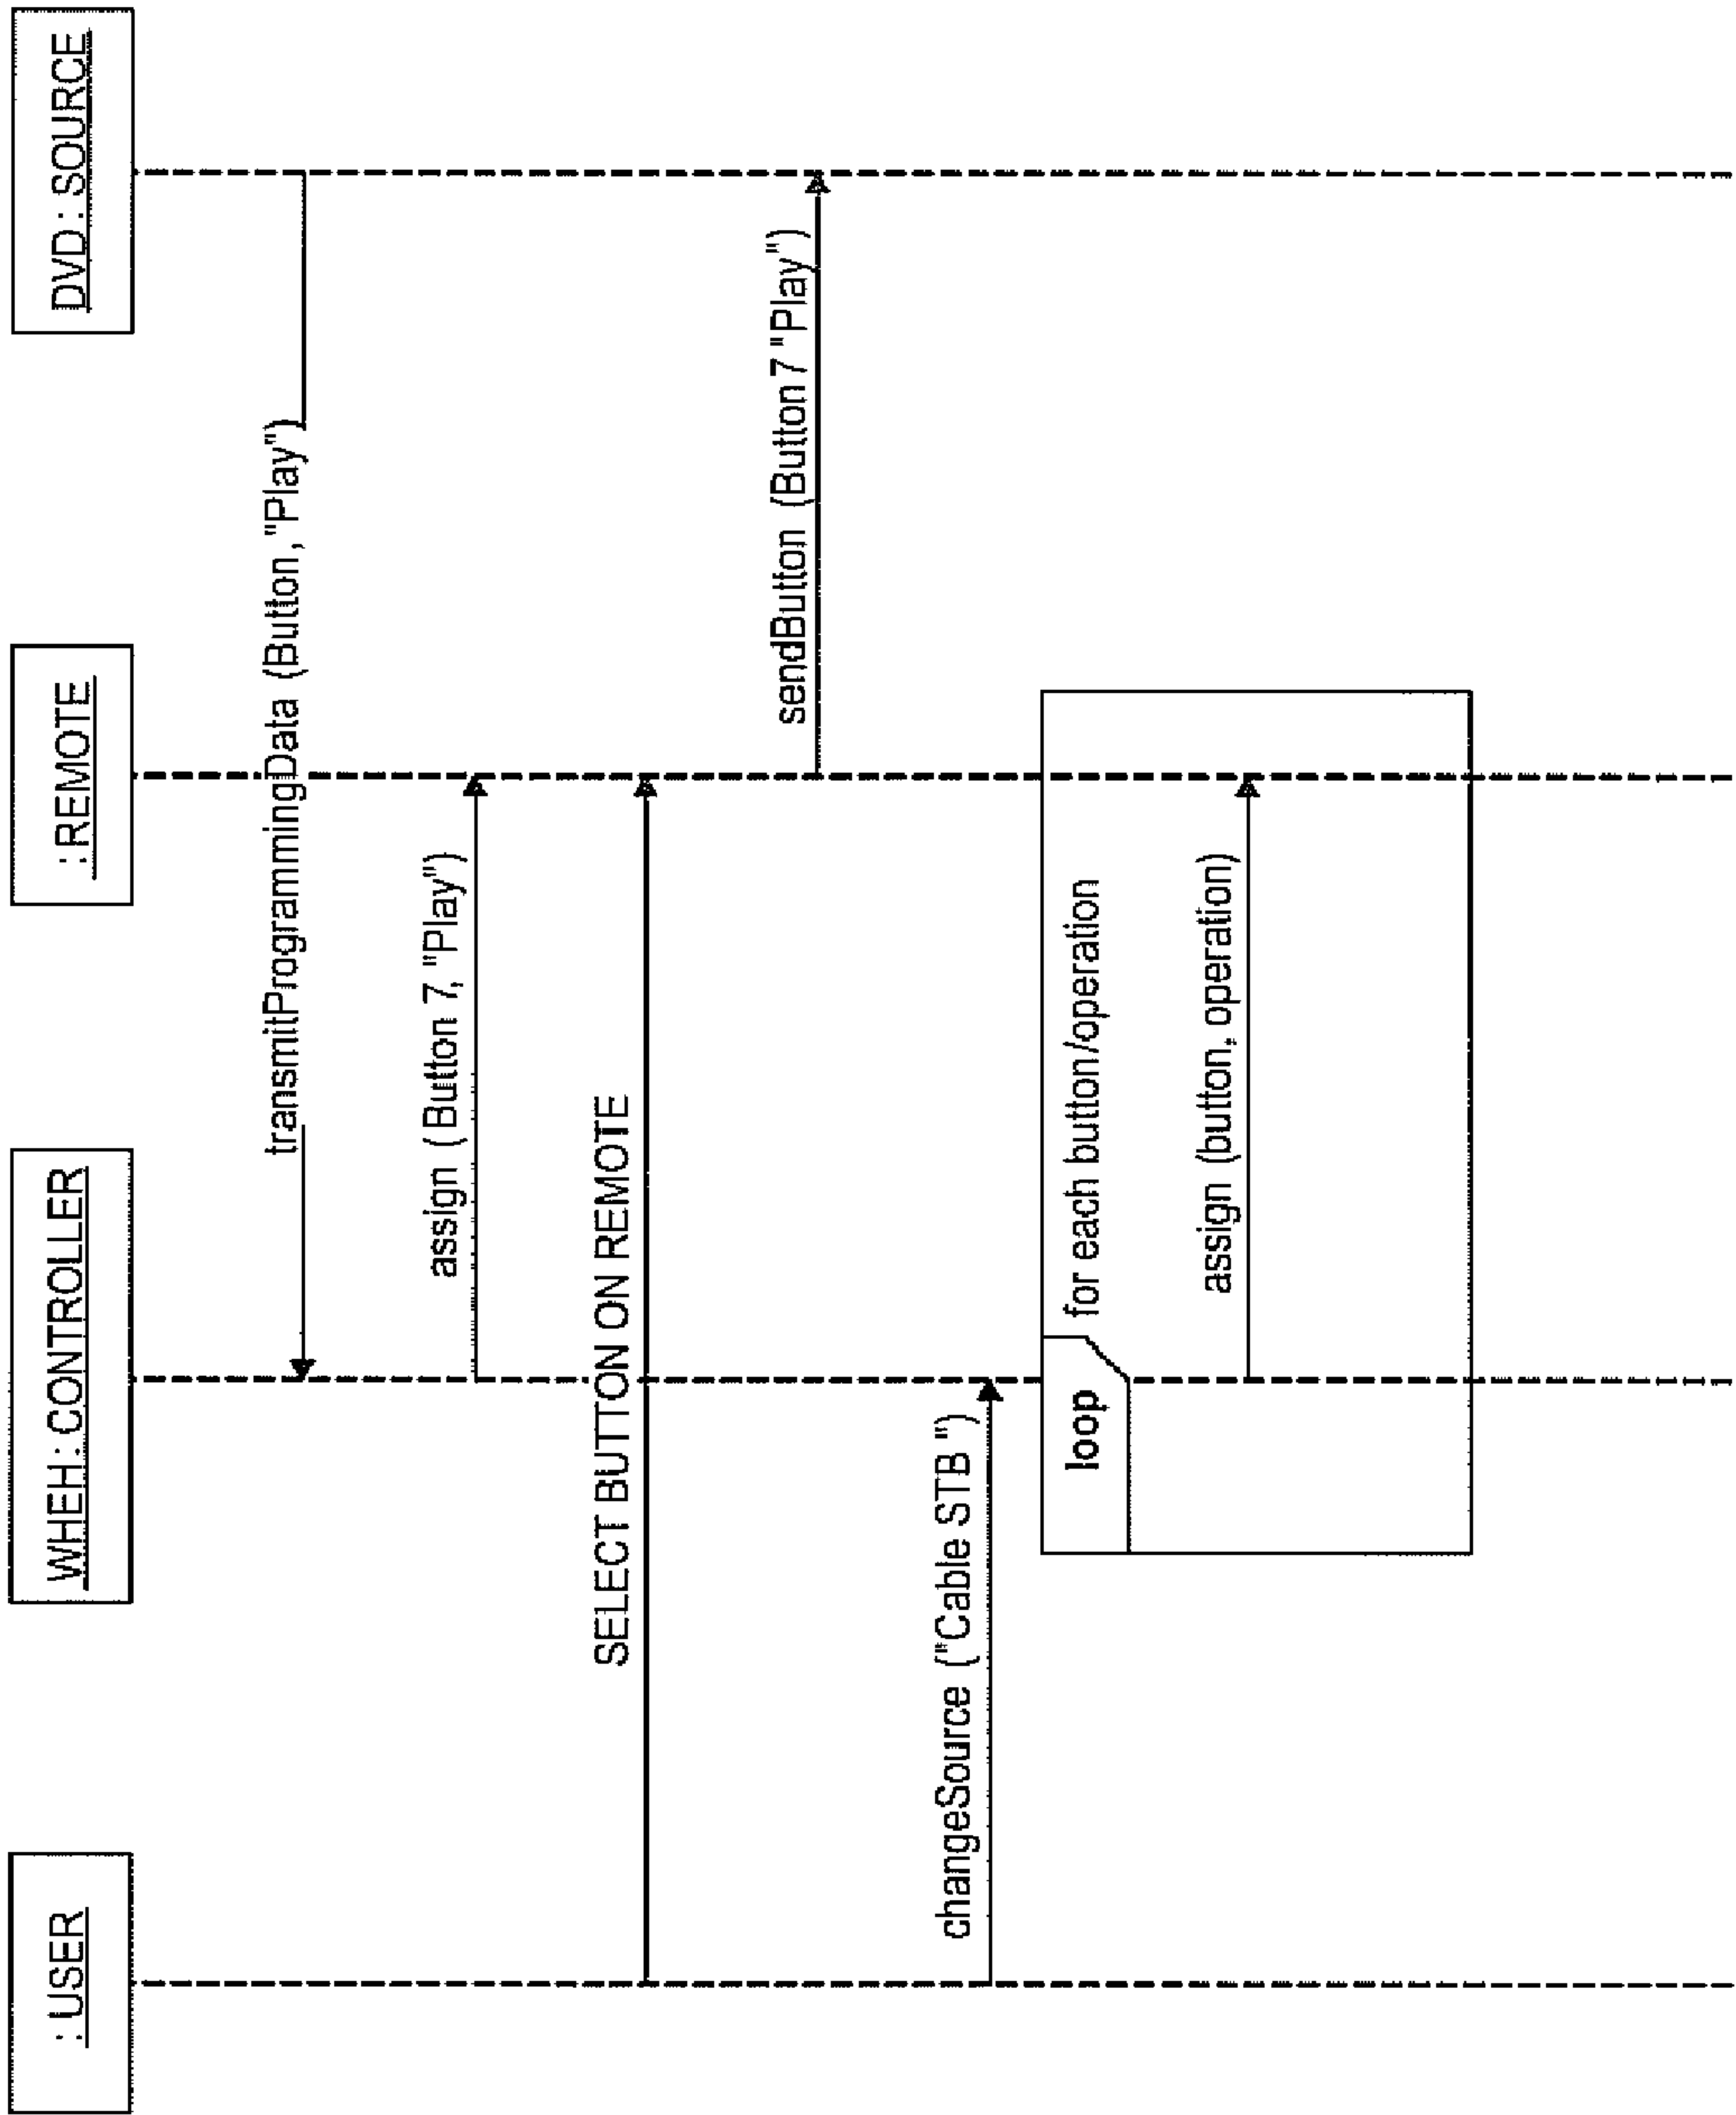 : USER
WHEH : CONTROLLER
: REMOTE
DVD : SOURCE
transmitProgrammingData (Button,"Play")
assign (Button 7, "Play")
SELECT BUTTON ON REMOTE
sendButton (Button 7 "Play")
changeSource ("Cable STB ")
loop
for each button/operation
assign (button, operation)